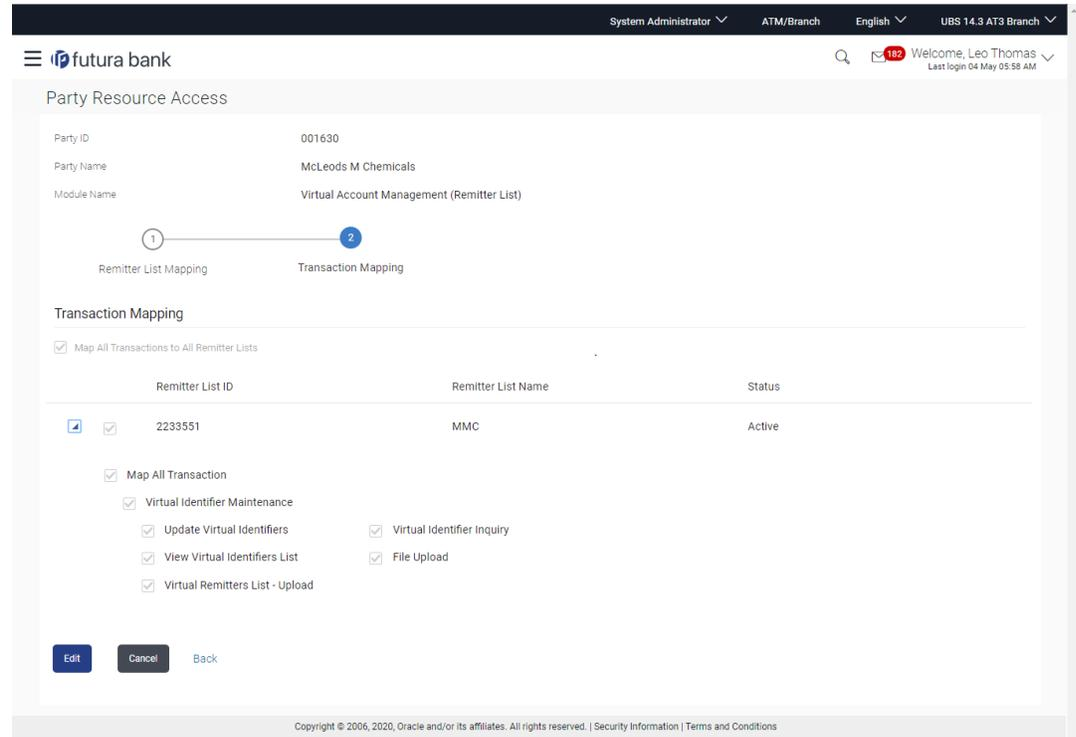 System Administrator ATM/Branch English UBS 14.3 AT3 Branch
futura bank 182 Welcome, Leo Thomas
Last login 04 May 05:58 AM
Party Resource Access
Party ID 001630
Party Name McLeods M Chemicals
Module Name Virtual Account Management (Remitter List)
1 2
Remitter List Mapping Transaction Mapping
Transaction Mapping
Map All Transactions to All Remitter Lists
Remitter List ID Remitter List Name Status
2233551 MMC Active
Map All Transaction
Virtual Identifier Maintenance
Update Virtual Identifiers Virtual Identifier Inquiry
View Virtual Identifiers List File Upload
Virtual Remitters List - Upload
Edit Cancel Back
Copyright © 2006, 2020, Oracle and/or its affiliates. All rights reserved. | Security Information | Terms and Conditions